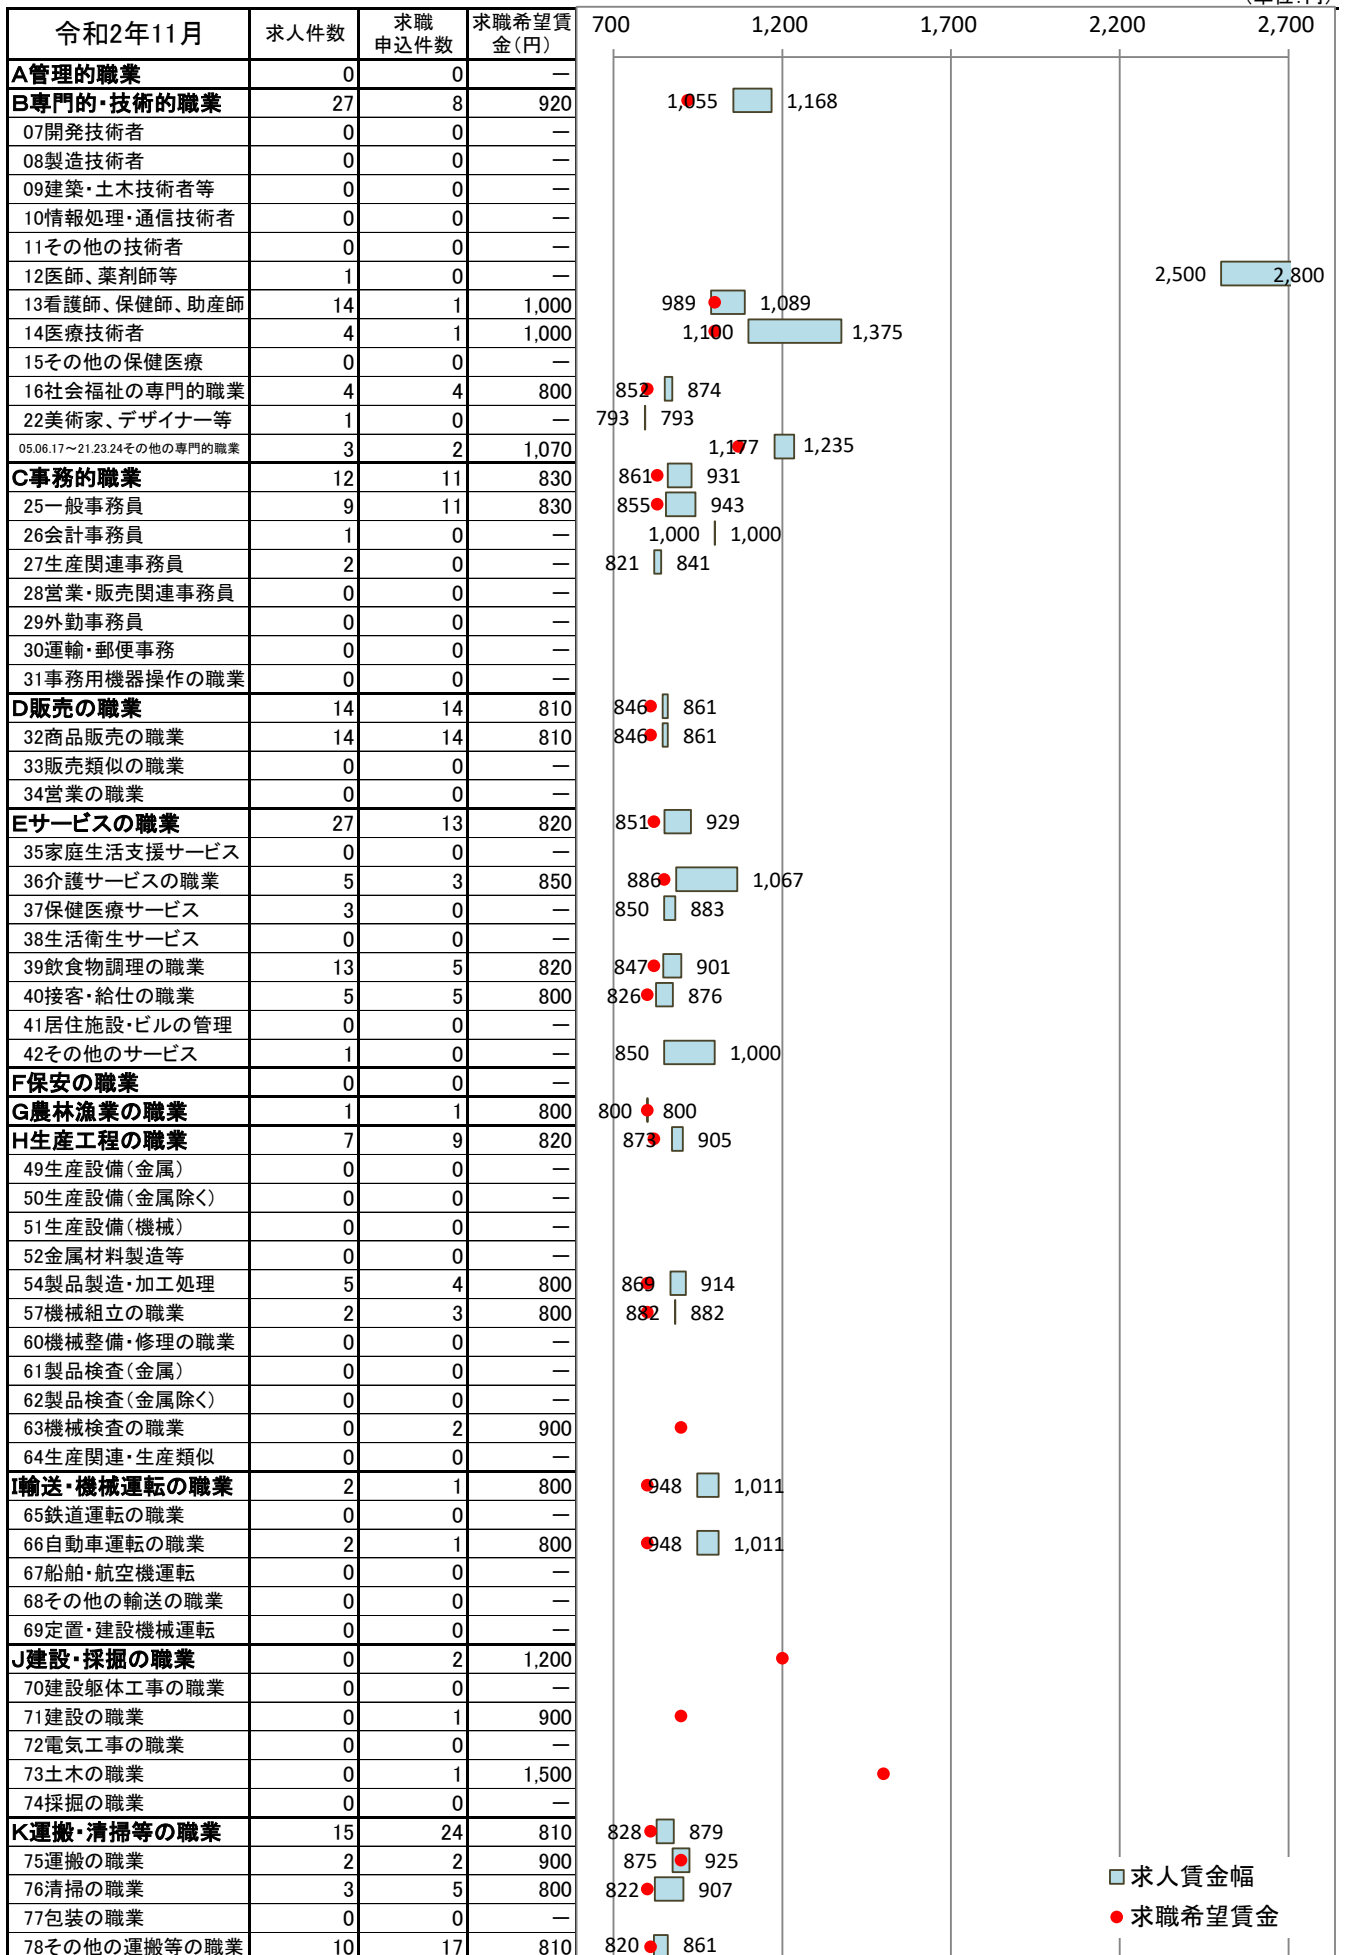 (単位:円)
令和2年11月 求人件数 求職申込件数 求職希望賃金(円) 700 1,200 1,700 2,200 2,700
A管理的職業 0 0 ―
B専門的・技術的職業 27 8 920 1,055 1,168
07開発技術者 0 0 ―
08製造技術者 0 0 ―
09建築・土木技術者等 0 0 ―
10情報処理・通信技術者 0 0 ―
11その他の技術者 0 0 ―
12医師、薬剤師等 1 0 ― 2,500 2,800
13看護師、保健師、助産師 14 1 1,000 989 1,089
14医療技術者 4 1 1,000 1,100 1,375
15その他の保健医療 0 0 ―
16社会福祉の専門的職業 4 4 800 852 874
22美術家、デザイナー等 1 0 ― 793 793
05.06.17～21.23.24その他の専門的職業 3 2 1,070 1,177 1,235
C事務的職業 12 11 830 861 931
25一般事務員 9 11 830 855 943
26会計事務員 1 0 ― 1,000 1,000
27生産関連事務員 2 0 ― 821 841
28営業・販売関連事務員 0 0 ―
29外勤事務員 0 0 ―
30運輸・郵便事務 0 0 ―
31事務用機器操作の職業 0 0 ―
D販売の職業 14 14 810 846 861
32商品販売の職業 14 14 810 846 861
33販売類似の職業 0 0 ―
34営業の職業 0 0 ―
Eサービスの職業 27 13 820 851 929
35家庭生活支援サービス 0 0 ―
36介護サービスの職業 5 3 850 886 1,067
37保健医療サービス 3 0 ― 850 883
38生活衛生サービス 0 0 ―
39飲食物調理の職業 13 5 820 847 901
40接客・給仕の職業 5 5 800 826 876
41居住施設・ビルの管理 0 0 ―
42その他のサービス 1 0 ― 850 1,000
F保安の職業 0 0 ―
G農林漁業の職業 1 1 800 800 800
H生産工程の職業 7 9 820 873 905
49生産設備(金属) 0 0 ―
50生産設備(金属除く) 0 0 ―
51生産設備(機械) 0 0 ―
52金属材料製造等 0 0 ―
54製品製造・加工処理 5 4 800 869 914
57機械組立の職業 2 3 800 882 882
60機械整備・修理の職業 0 0 ―
61製品検査(金属) 0 0 ―
62製品検査(金属除く) 0 0 ―
63機械検査の職業 0 2 900
64生産関連・生産類似 0 0 ―
I輸送・機械運転の職業 2 1 800 948 1,011
65鉄道運転の職業 0 0 ―
66自動車運転の職業 2 1 800 948 1,011
67船舶・航空機運転 0 0 ―
68その他の輸送の職業 0 0 ―
69定置・建設機械運転 0 0 ―
J建設・採掘の職業 0 2 1,200
70建設躯体工事の職業 0 0 ―
71建設の職業 0 1 900
72電気工事の職業 0 0 ―
73土木の職業 0 1 1,500
74採掘の職業 0 0 ―
K運搬・清掃等の職業 15 24 810 828 879
75運搬の職業 2 2 900 875 925
76清掃の職業 3 5 800 822 907
77包装の職業 0 0 ―
78その他の運搬等の職業 10 17 810 820 861
求人賃金幅
求職希望賃金